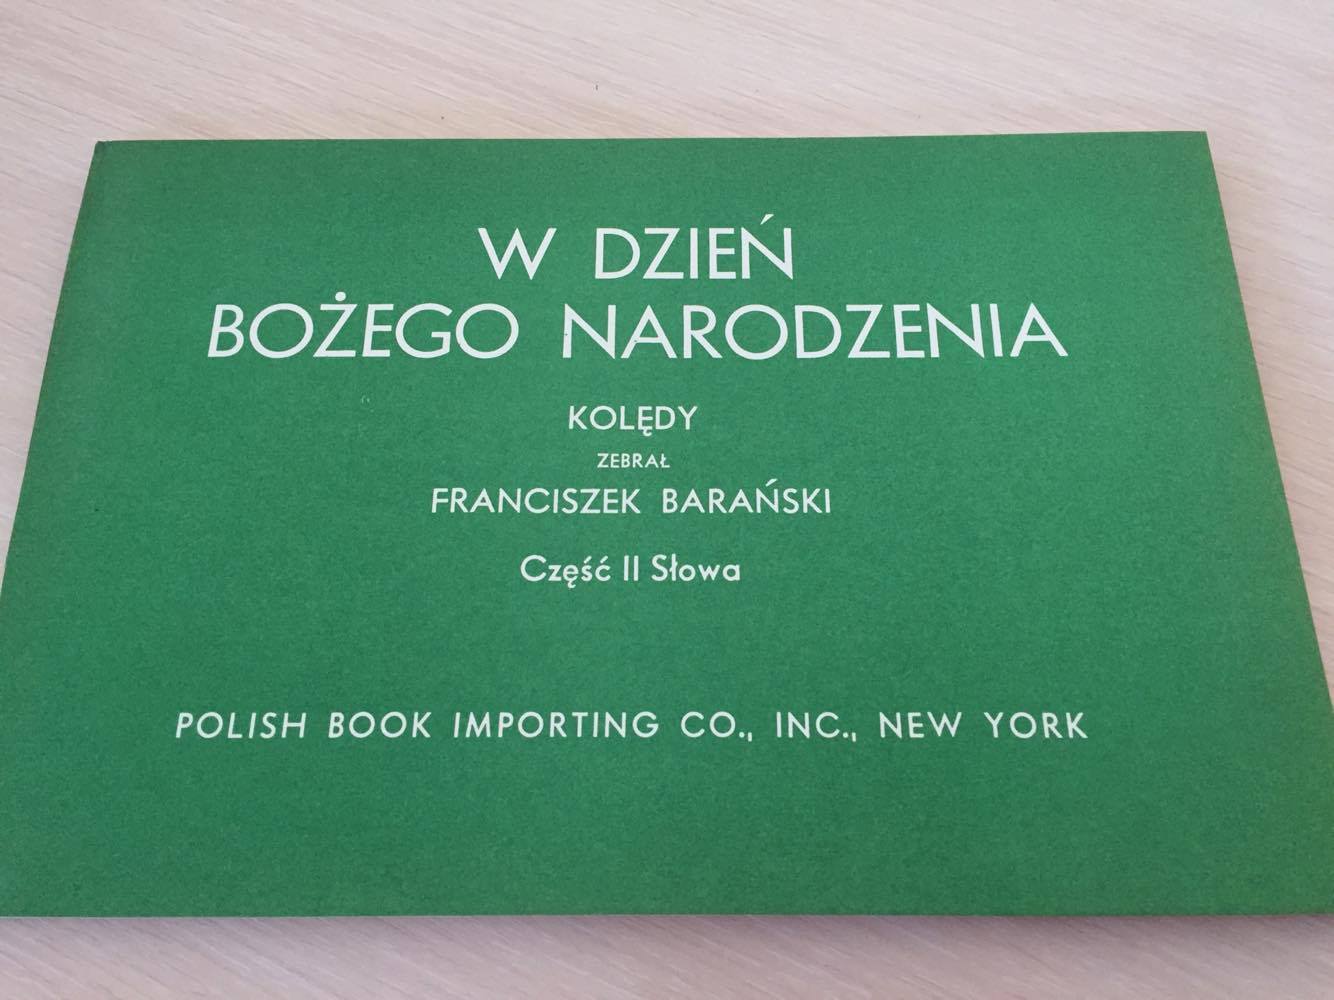 W DZIEŃ
BOŻEGO NARODZENIA
KOLĘDY
ZEBRAŁ
FRANCISZEK BARAŃSKI
Część II Słowa
POLISH BOOK IMPORTING CO., INC., NEW YORK